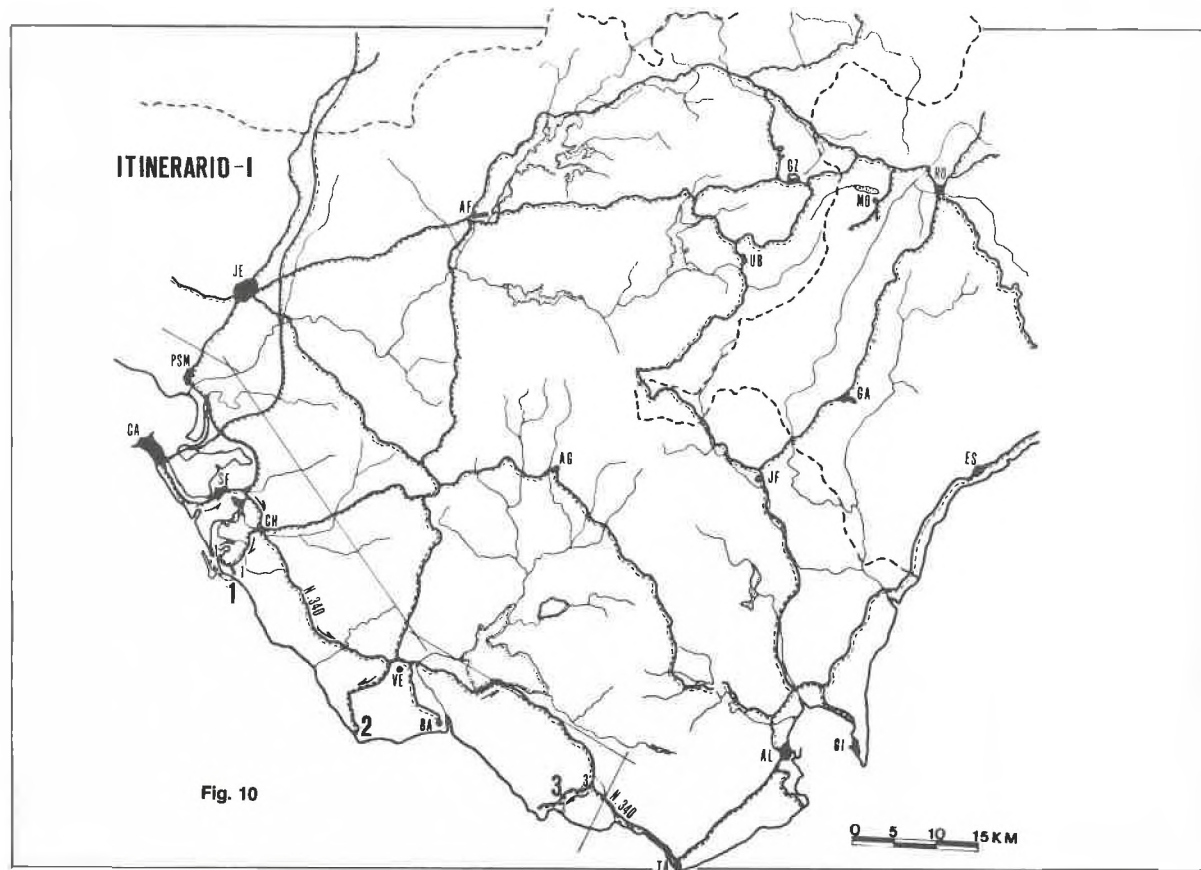 ITINERARIO-I
GZ
RO
MO
AF
UB
JE
PSM
GA
CA
AG
ES
JF
SF
CH
1
1
N.340
VE
2
BA
GI
AL
3
3
N.340
TA
Fig. 10
0 5 10 15 KM